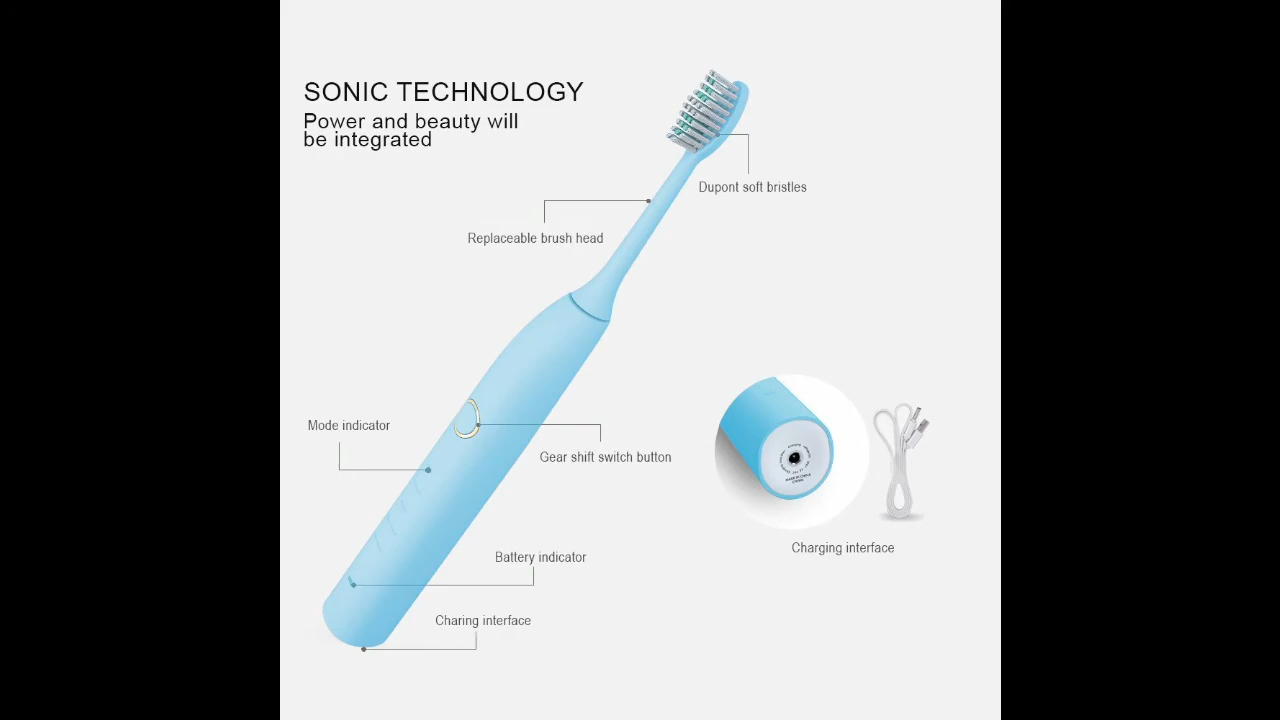 SONIC TECHNOLOGY
Power and beauty will
be integrated
Dupont soft bristles
Replaceable brush head
Mode indicator
Gear shift switch button
Battery indicator
Charing interface
Charging interface